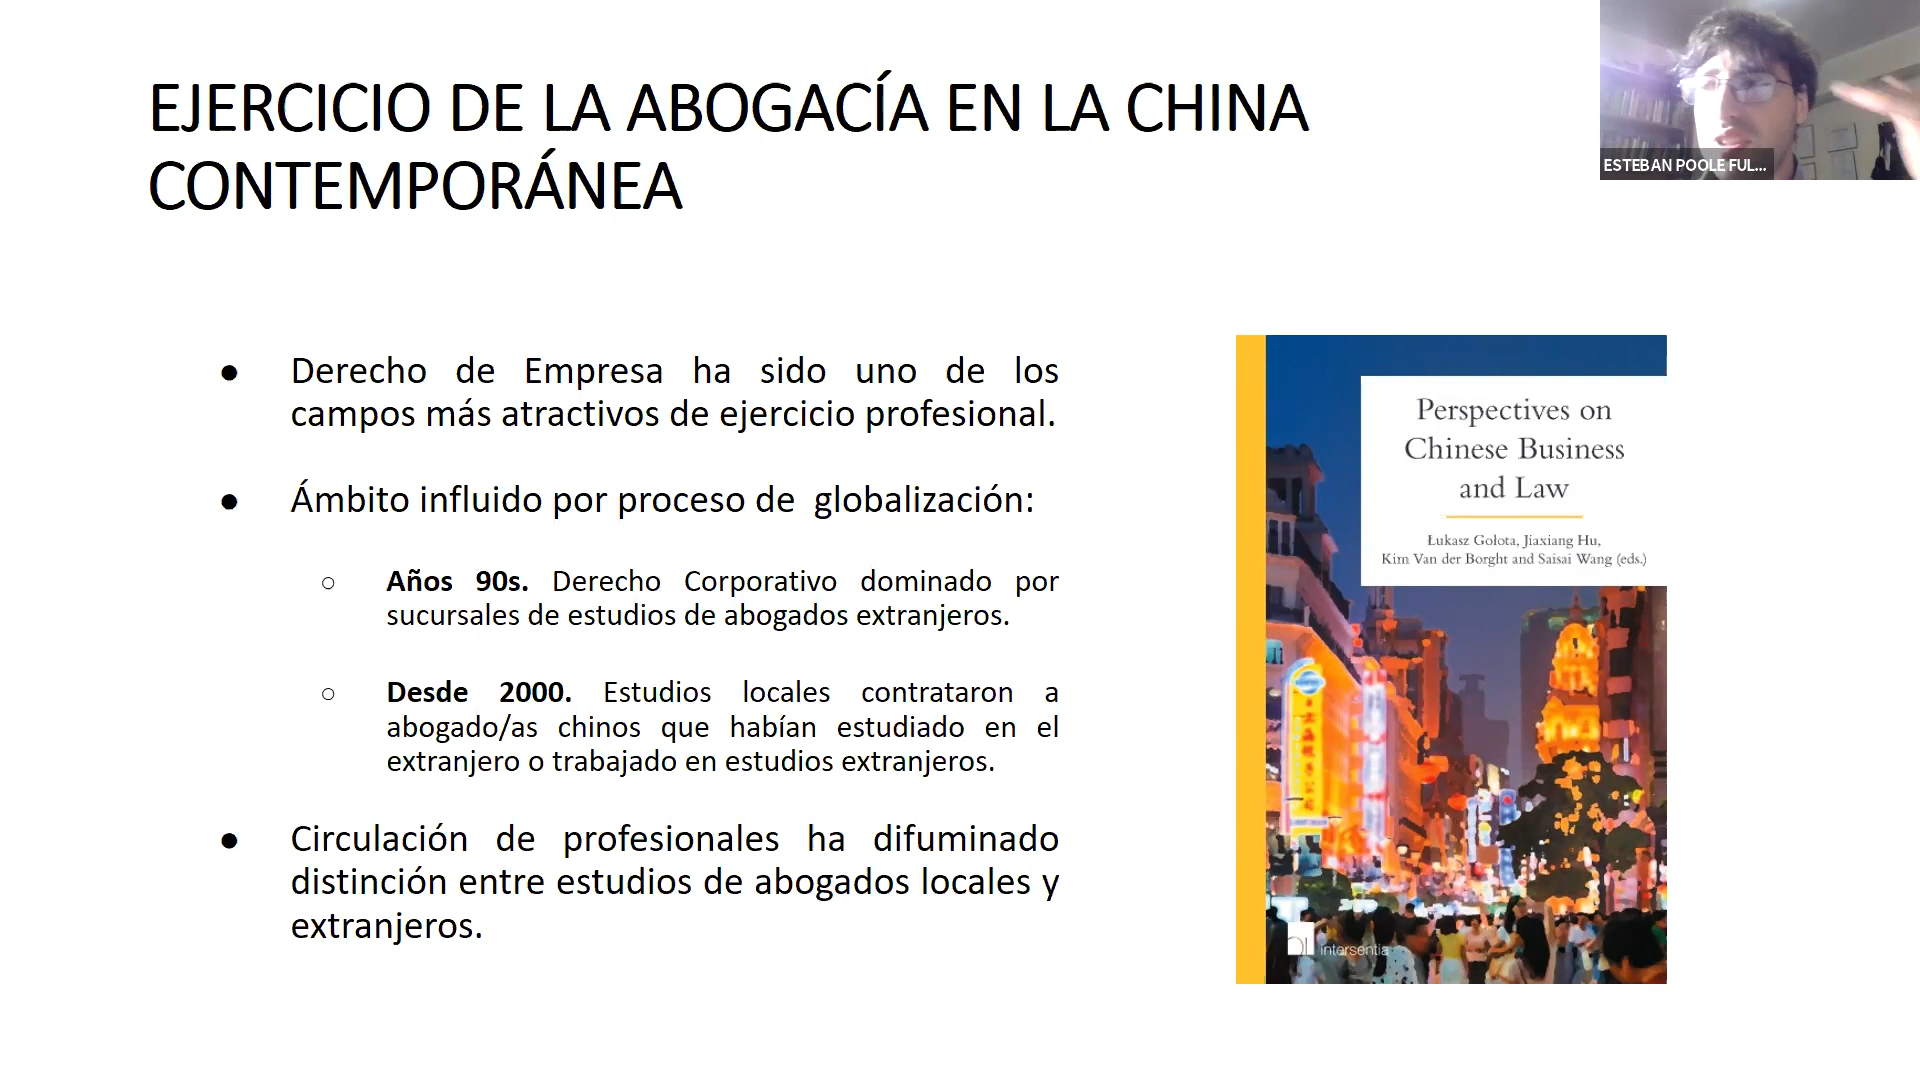 EJERCICIO DE LA ABOGACÍA EN LA CHINA
CONTEMPORÁNEA
ESTEBAN POOLE FUL...
● Derecho de Empresa ha sido uno de los
campos más atractivos de ejercicio profesional.
● Ámbito influido por proceso de globalización:
○ Años 90s. Derecho Corporativo dominado por
sucursales de estudios de abogados extranjeros.
○ Desde 2000. Estudios locales contrataron a
abogado/as chinos que habían estudiado en el
extranjero o trabajado en estudios extranjeros.
● Circulación de profesionales ha difuminado
distinción entre estudios de abogados locales y
extranjeros.
Perspectives on
Chinese Business
and Law
Łukasz Gołota, Jiaxiang Hu,
Kim Van der Borght and Saisai Wang (eds.)
intersentia